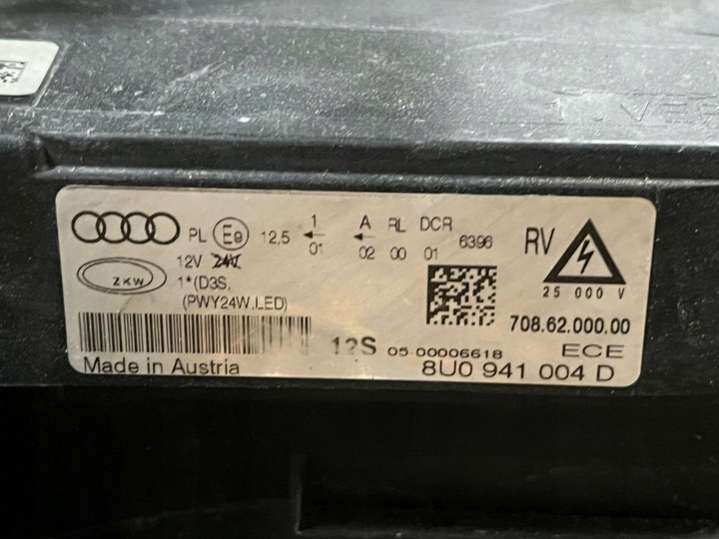 PL E9 12,5 1 A RL DCR
01 02 00 01 6396
RV
12V 24V
ZKW
1*(D3S,
(PWY24W,LED)
25 000 V
708.62.000.00
12S 05 00006618
ECE
Made in Austria
8U0 941 004 D